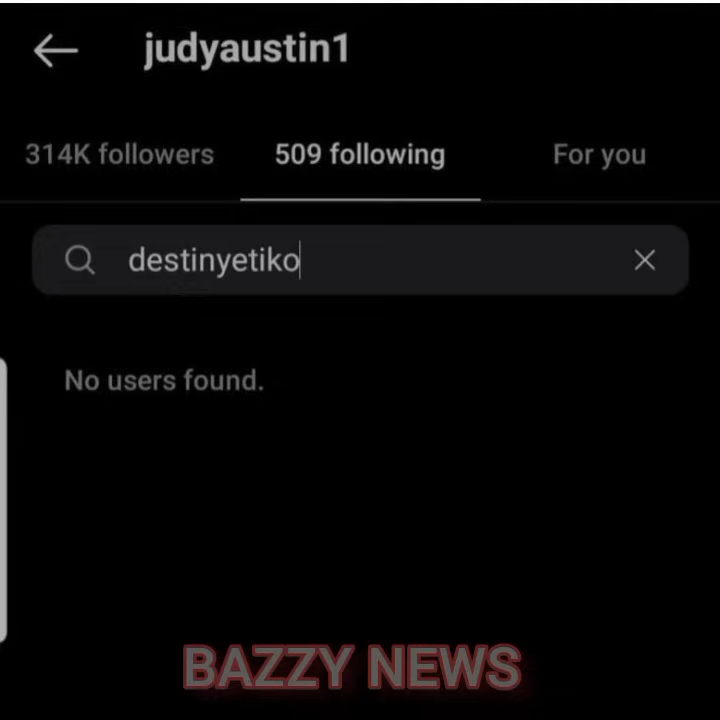 judyaustin1
314K followers 509 following For you
destinyetiko
No users found.
BAZZY NEWS